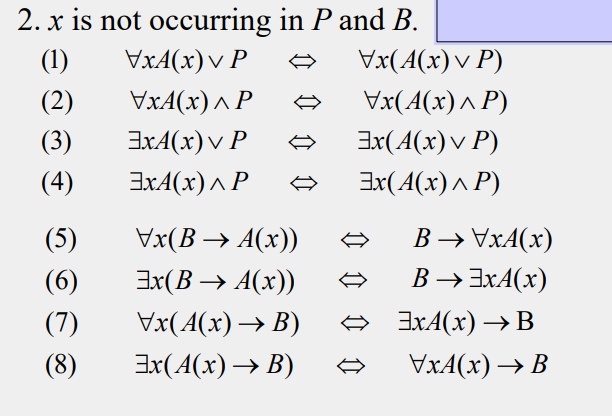 2. x is not occurring in P and B.
(1) ∀xA(x)∨P ⇔ ∀x(A(x)∨P)
(2) ∀xA(x)∧P ⇔ ∀x(A(x)∧P)
(3) ∃xA(x)∨P ⇔ ∃x(A(x)∨P)
(4) ∃xA(x)∧P ⇔ ∃x(A(x)∧P)
(5) ∀x(B→A(x)) ⇔ B→∀xA(x)
(6) ∃x(B→A(x)) ⇔ B→∃xA(x)
(7) ∀x(A(x)→B) ⇔ ∃xA(x)→B
(8) ∃x(A(x)→B) ⇔ ∀xA(x)→B